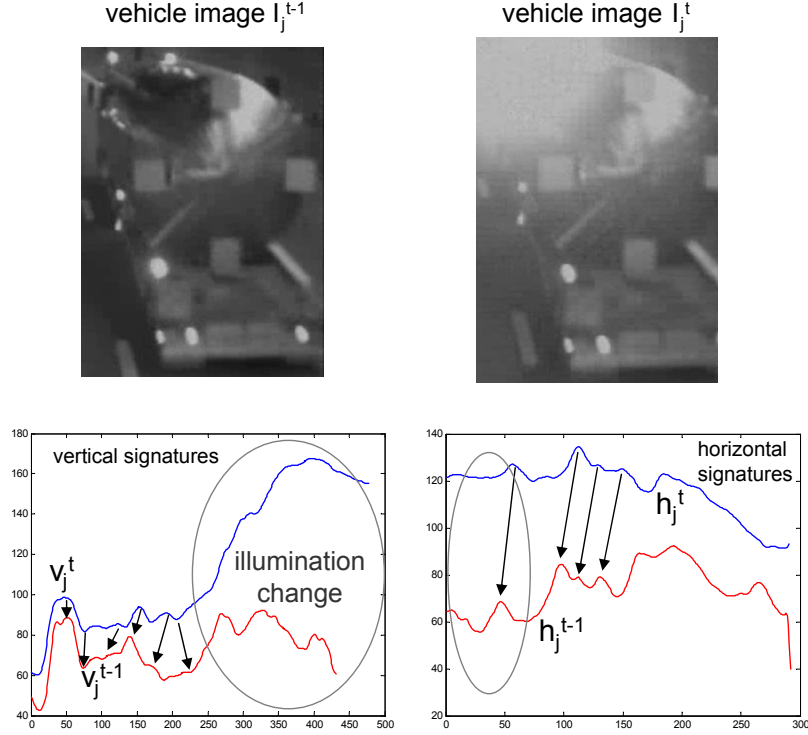 vehicle image I_j^t-1
vehicle image I_j^t
vertical signatures
illumination
change
v_j^t
v_j^t-1
180
160
140
120
100
80
60
40
0 50 100 150 200 250 300 350 400 450 500
horizontal
signatures
h_j^t
h_j^t-1
140
120
100
80
60
40
20
0 50 100 150 200 250 300